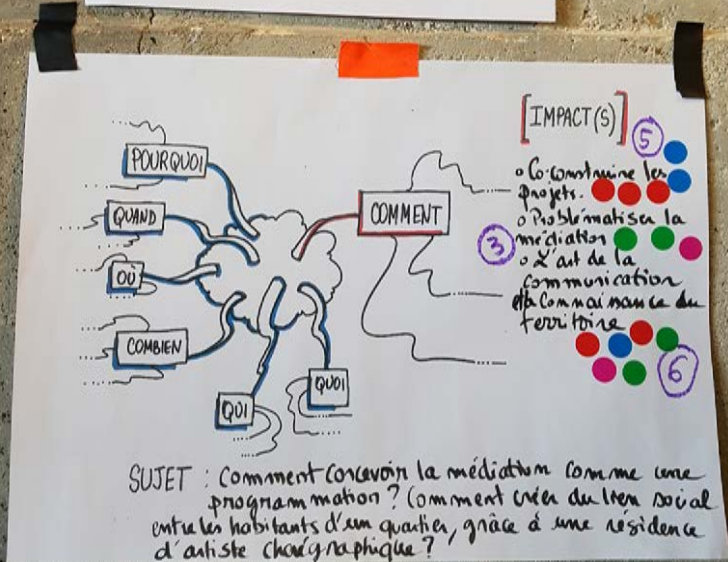 [IMPACT(S)]
5
o Co-construire les
projets.
o Problématiser la
médiation
3
o L'art de la
communication
et la Connaissance du
territoire
6
POURQUOI
QUAND
OÙ
COMBIEN
QUI
QUOI
COMMENT
SUJET : Comment concevoir la médiation comme une
programmation ? Comment créer du lien social
entre les habitants d'un quartier, grâce à une résidence
d'artiste chorégraphique ?